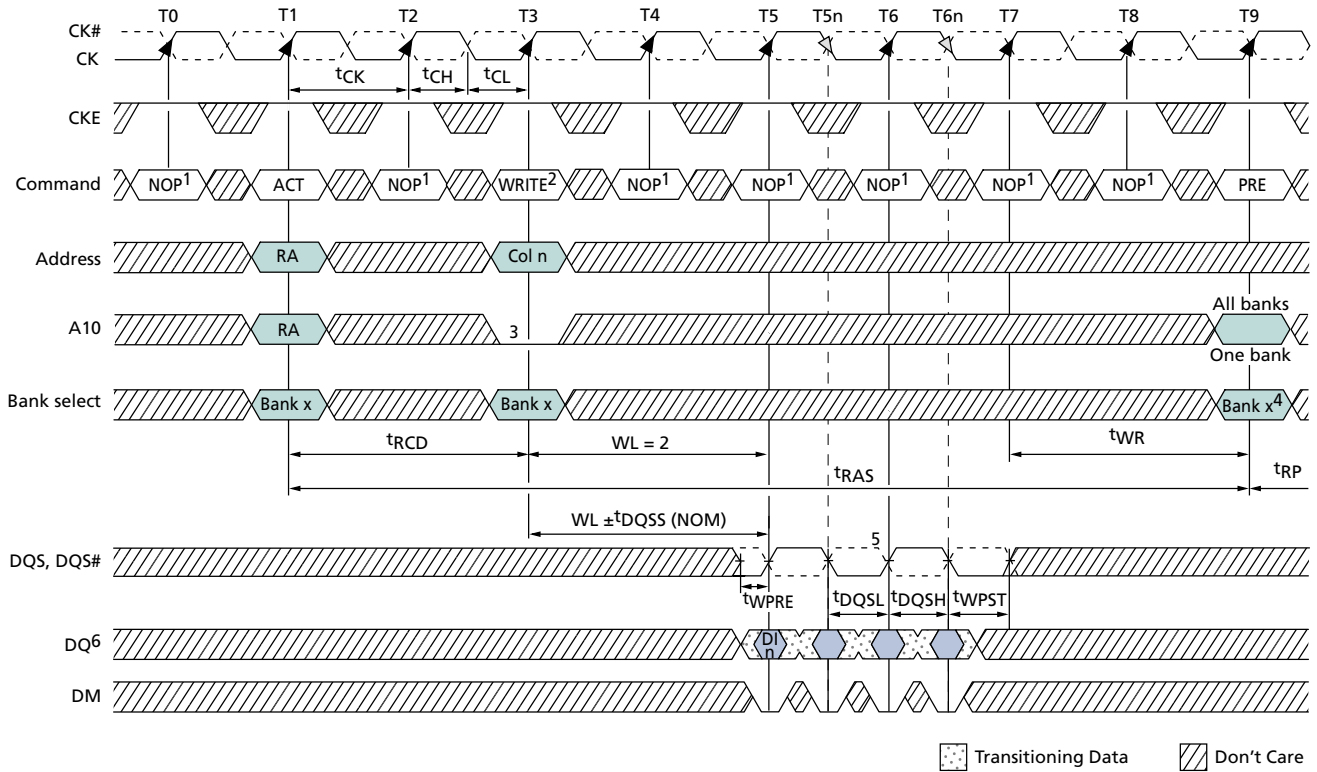 T0 T1 T2 T3 T4 T5 T5n T6 T6n T7 T8 T9
CK#
CK
tCK tCH tCL
CKE
Command NOP1 ACT NOP1 WRITE2 NOP1 NOP1 NOP1 NOP1 NOP1 PRE
Address RA Col n
All banks
A10 RA 3
One bank
Bank select Bank x Bank x Bank x4
tRCD WL = 2 tWR
tRAS tRP
WL ±tDQSS (NOM)
5
DQS, DQS#
tWPRE tDQSL tDQSH tWPST
DQ6 DI
n
DM
Transitioning Data Don't Care